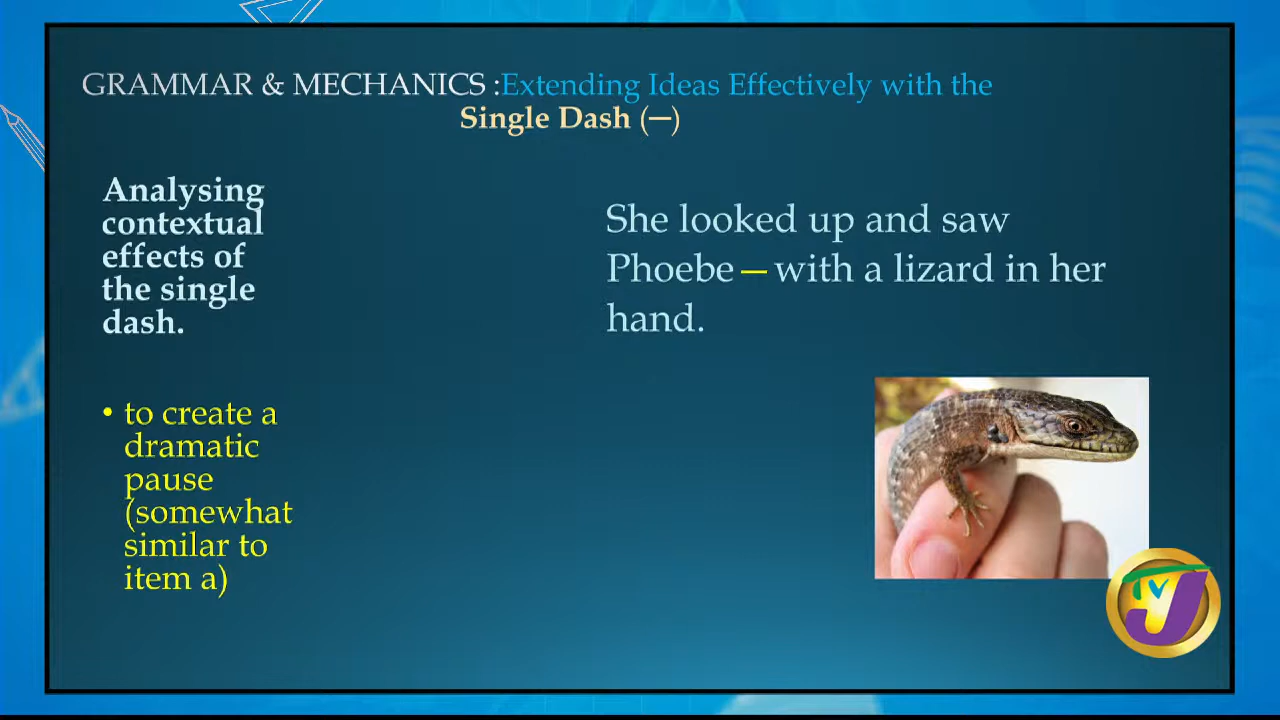 GRAMMAR & MECHANICS :Extending Ideas Effectively with the
Single Dash (—)
Analysing
contextual
effects of
the single
dash.
• to create a
dramatic
pause
(somewhat
similar to
item a)
She looked up and saw
Phoebe—with a lizard in her
hand.
TVJ